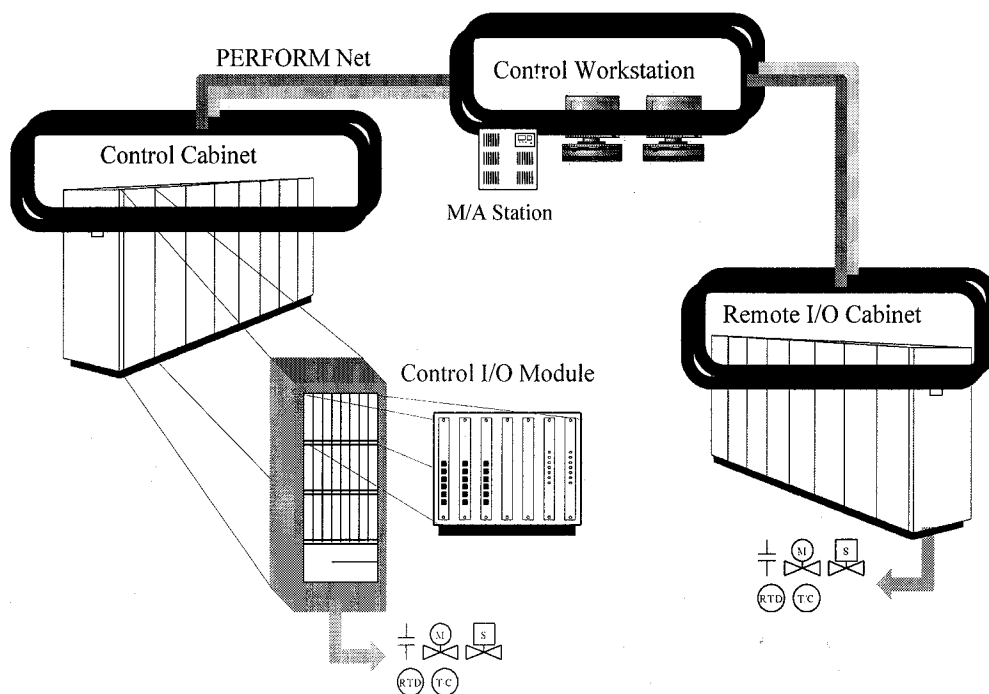 PERFORM Net
Control Workstation
Control Cabinet
M/A Station
Remote I/O Cabinet
Control I/O Module
M
S
RTD
T/C
M
S
RTD
T/C